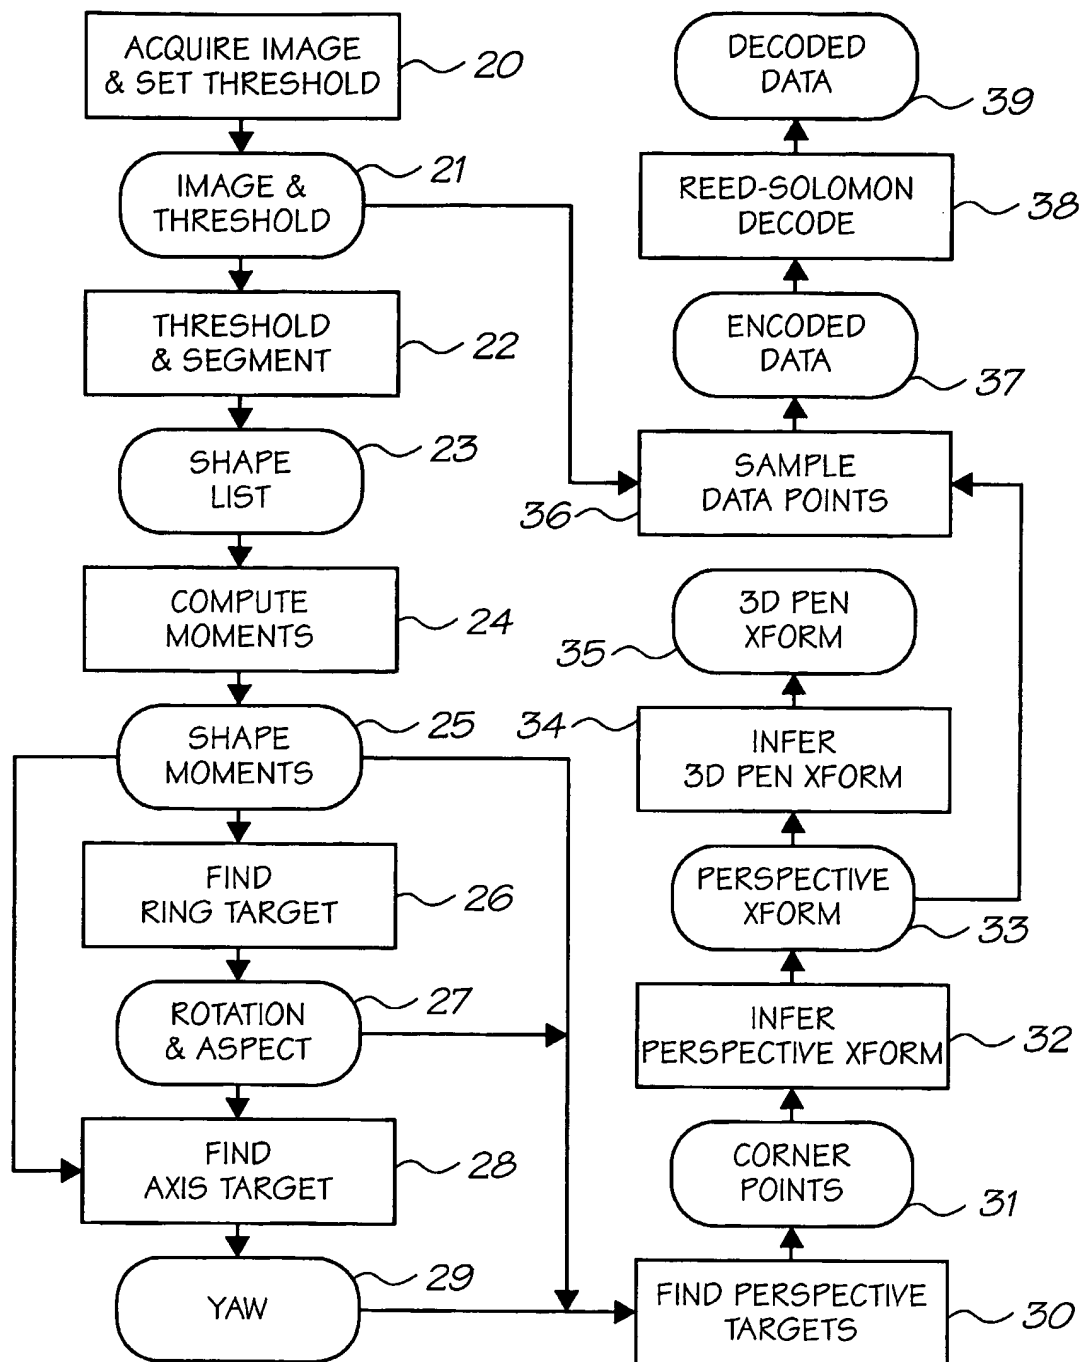 ACQUIRE IMAGE
& SET THRESHOLD
20
IMAGE &
THRESHOLD
21
THRESHOLD
& SEGMENT
22
SHAPE
LIST
23
COMPUTE
MOMENTS
24
SHAPE
MOMENTS
25
FIND
RING TARGET
26
ROTATION
& ASPECT
27
FIND
AXIS TARGET
28
YAW
29
DECODED
DATA
39
REED-SOLOMON
DECODE
38
ENCODED
DATA
37
SAMPLE
DATA POINTS
36
3D PEN
XFORM
35
34
INFER
3D PEN XFORM
PERSPECTIVE
XFORM
33
INFER
PERSPECTIVE XFORM
32
CORNER
POINTS
31
FIND PERSPECTIVE
TARGETS
30